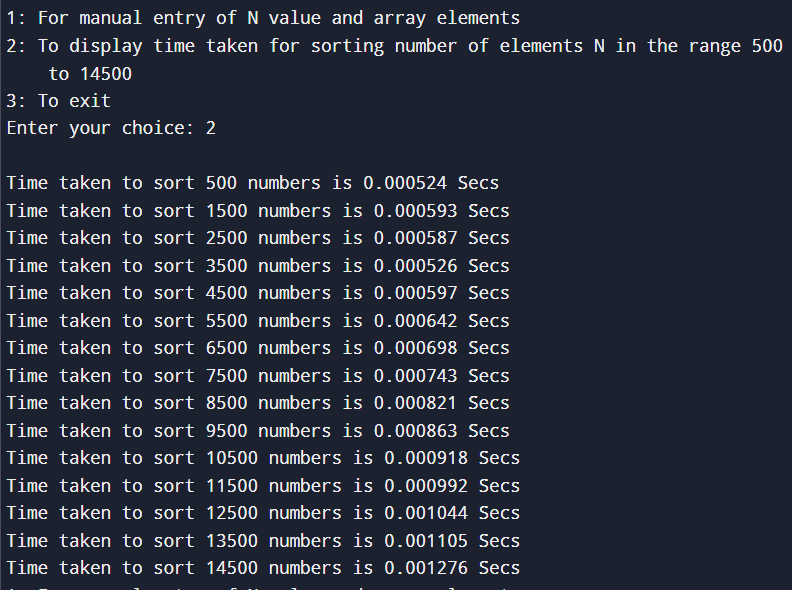 1: For manual entry of N value and array elements
2: To display time taken for sorting number of elements N in the range 500
to 14500
3: To exit
Enter your choice: 2
Time taken to sort 500 numbers is 0.000524 Secs
Time taken to sort 1500 numbers is 0.000593 Secs
Time taken to sort 2500 numbers is 0.000587 Secs
Time taken to sort 3500 numbers is 0.000526 Secs
Time taken to sort 4500 numbers is 0.000597 Secs
Time taken to sort 5500 numbers is 0.000642 Secs
Time taken to sort 6500 numbers is 0.000698 Secs
Time taken to sort 7500 numbers is 0.000743 Secs
Time taken to sort 8500 numbers is 0.000821 Secs
Time taken to sort 9500 numbers is 0.000863 Secs
Time taken to sort 10500 numbers is 0.000918 Secs
Time taken to sort 11500 numbers is 0.000992 Secs
Time taken to sort 12500 numbers is 0.001044 Secs
Time taken to sort 13500 numbers is 0.001105 Secs
Time taken to sort 14500 numbers is 0.001276 Secs